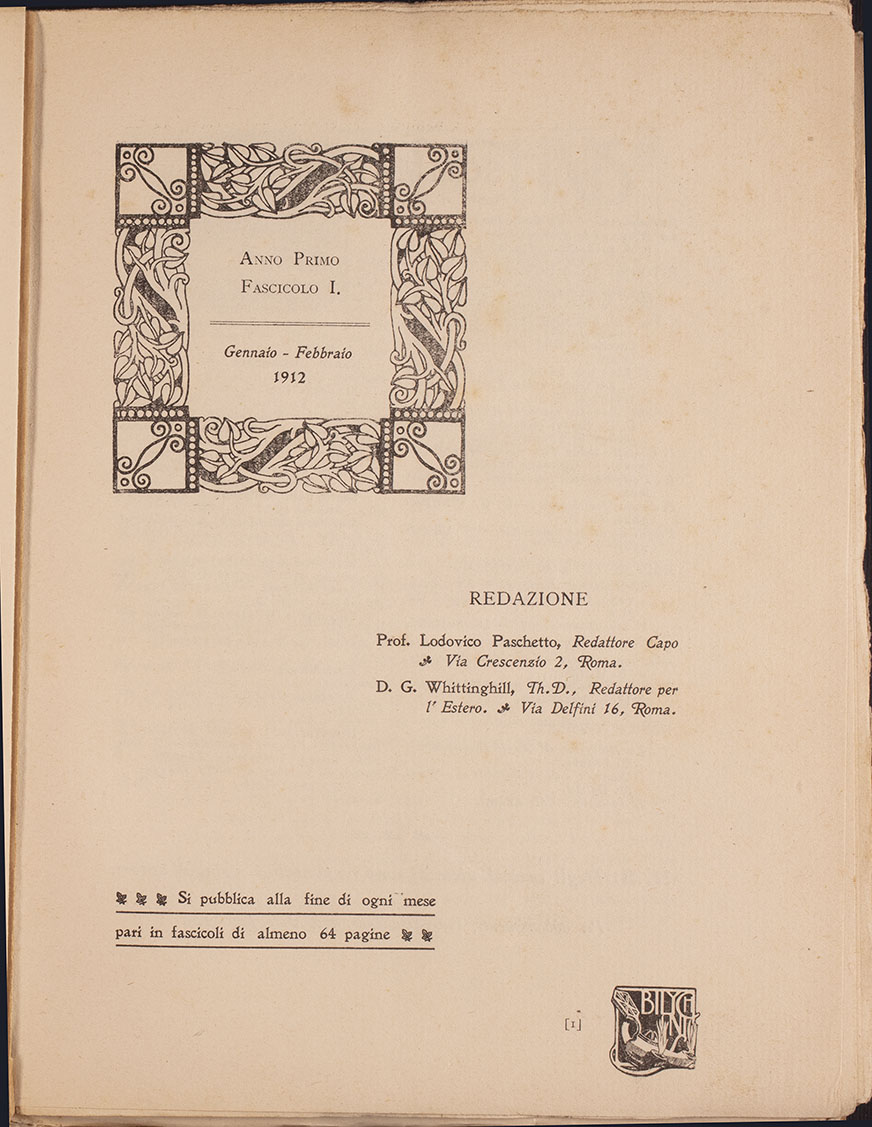 Anno Primo
Fascicolo I.
Gennaio - Febbraio
1912
REDAZIONE
Prof. Lodovico Paschetto, Redattore Capo
Via Crescenzio 2, Roma.
D. G. Whittinghill, Th.D., Redattore per
l' Estero. Via Delfini 16, Roma.
Si pubblica alla fine di ogni mese
pari in fascicoli di almeno 64 pagine
[1]
BILYCH
NIS